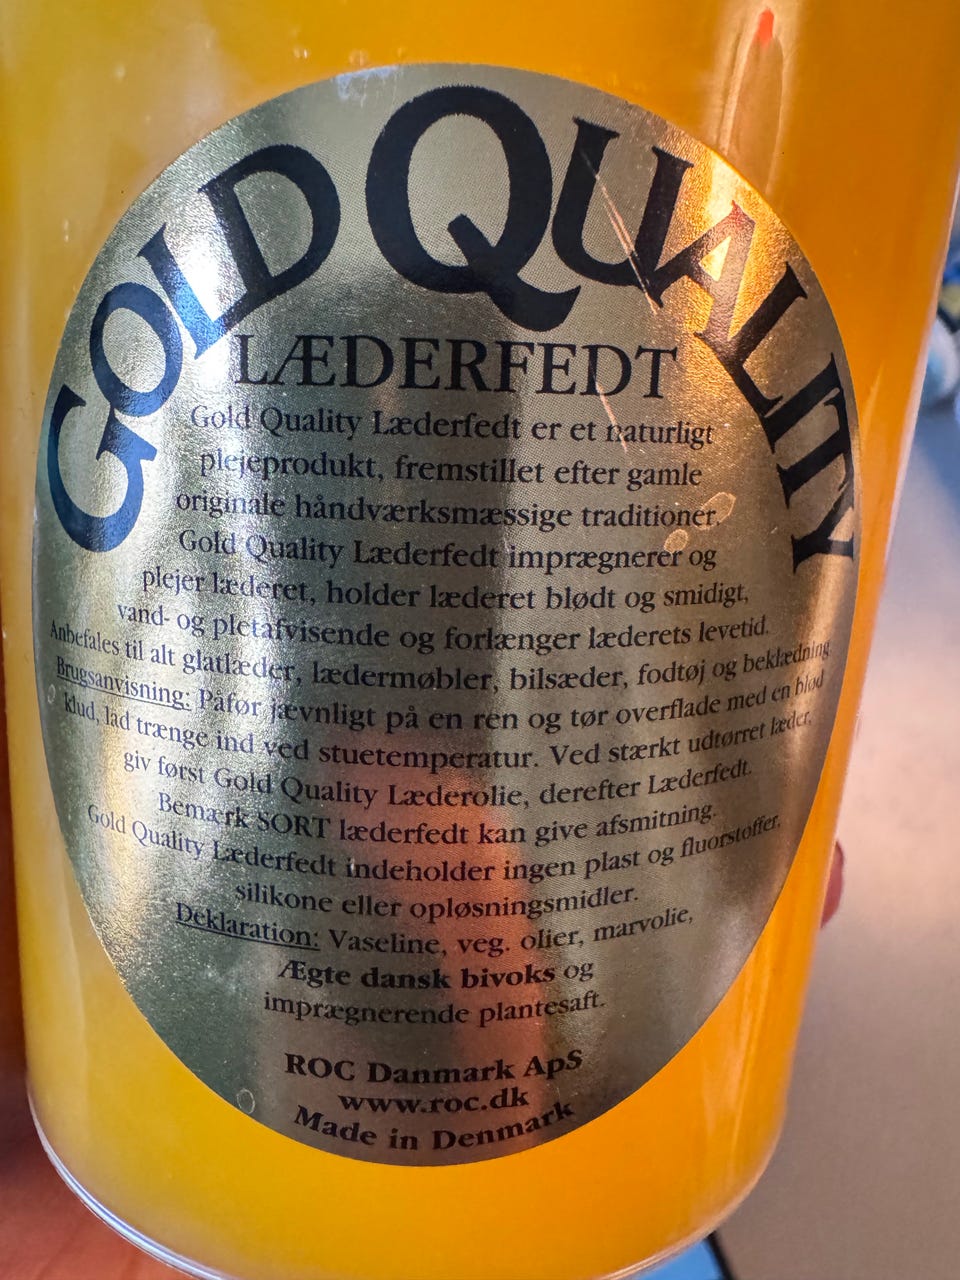 GOLD QUALITY
LÆDERFEDT
Gold Quality Læderfedt er et naturligt
plejeprodukt, fremstillet efter gamle
originale håndværksmæssige traditioner.
Gold Quality Læderfedt imprægnerer og
plejer læderet, holder læderet blødt og smidigt,
vand- og pletafvisende og forlænger læderets levetid.
Anbefales til alt glatlæder, lædermøbler, bilsæder, fodtøj og beklædning.
Brugsanvisning: Påfør jævnligt på en ren og tør overflade med en blød
klud, lad trænge ind ved stuetemperatur. Ved stærkt udtørret læder,
giv først Gold Quality Læderolie, derefter Læderfedt.
Bemærk SORT læderfedt kan give afsmitning.
Gold Quality Læderfedt indeholder ingen plast og fluorstoffer,
silikone eller opløsningsmidler.
Deklaration: Vaseline, veg. olier, marvolie,
Ægte dansk bivoks og
imprægnerende plantesaft.
ROC Danmark ApS
www.roc.dk
Made in Denmark